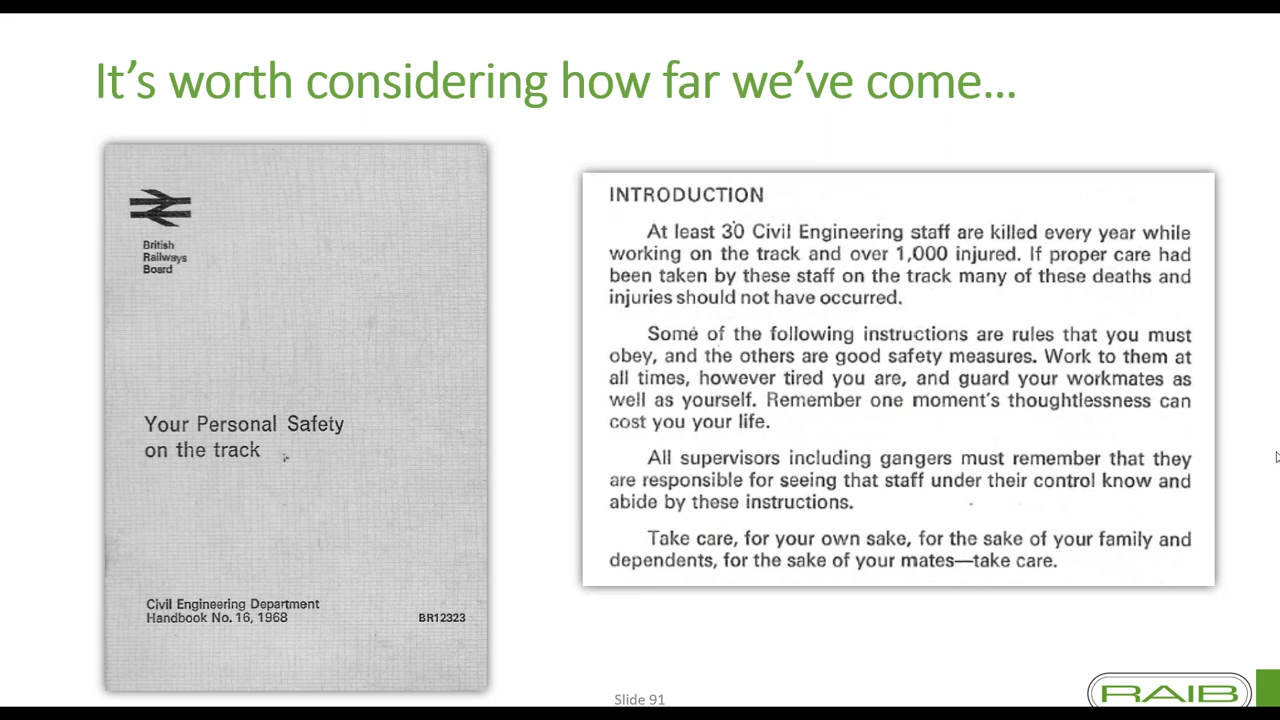 It’s worth considering how far we’ve come…
British
Railways
Board
Your Personal Safety
on the track
Civil Engineering Department
Handbook No. 16, 1968
BR12323
INTRODUCTION
At least 30 Civil Engineering staff are killed every year while
working on the track and over 1,000 injured. If proper care had
been taken by these staff on the track many of these deaths and
injuries should not have occurred.
Some of the following instructions are rules that you must
obey, and the others are good safety measures. Work to them at
all times, however tired you are, and guard your workmates as
well as yourself. Remember one moment's thoughtlessness can
cost you your life.
All supervisors including gangers must remember that they
are responsible for seeing that staff under their control know and
abide by these instructions.
Take care, for your own sake, for the sake of your family and
dependents, for the sake of your mates—take care.
Slide 91
RAIB